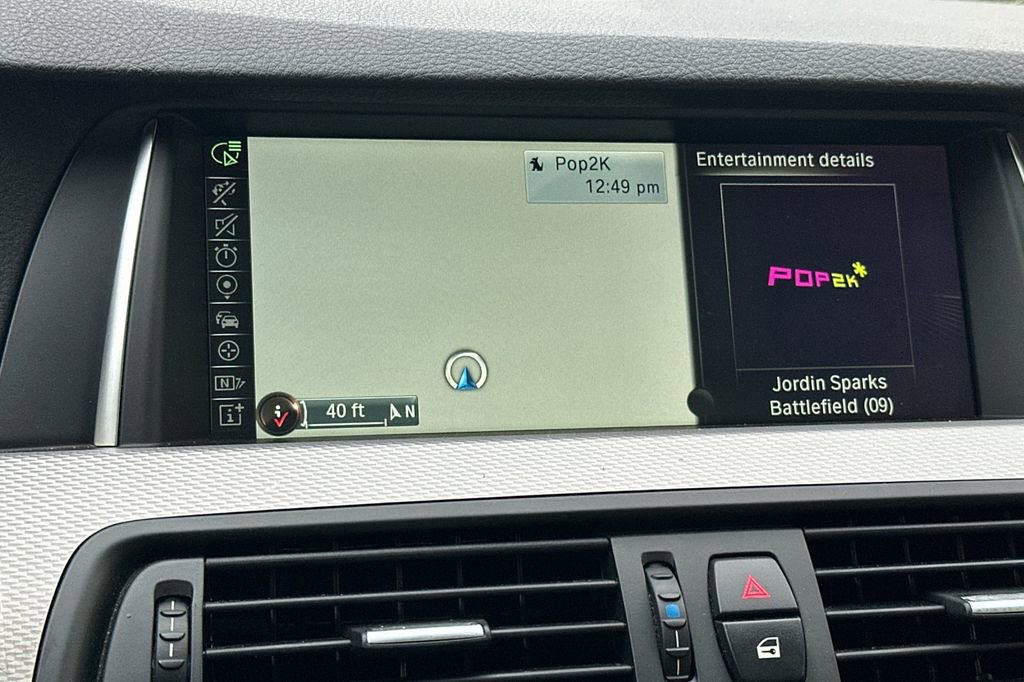 Pop2K
12:49 pm
Entertainment details
POP2K*
Jordin Sparks
Battlefield (09)
40 ft
N
N
i+